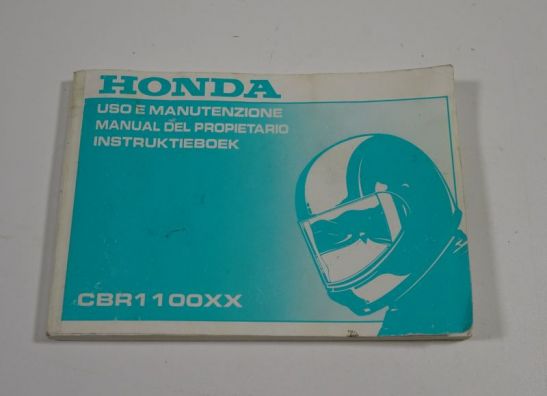 HONDA
USO E MANUTENZIONE
MANUAL DEL PROPIETARIO
INSTRUKTIEBOEK
CBR1100XX